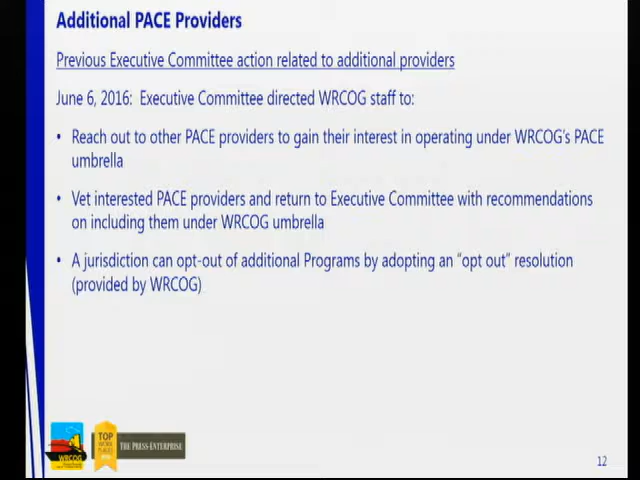 Additional PACE Providers
Previous Executive Committee action related to additional providers
June 6, 2016:  Executive Committee directed WRCOG staff to:
• Reach out to other PACE providers to gain their interest in operating under WRCOG's PACE
umbrella
• Vet interested PACE providers and return to Executive Committee with recommendations
on including them under WRCOG umbrella
• A jurisdiction can opt-out of additional Programs by adopting an "opt out" resolution
(provided by WRCOG)
WRCOG
TOP
WORK
PLACES
THE PRESS-ENTERPRISE
12